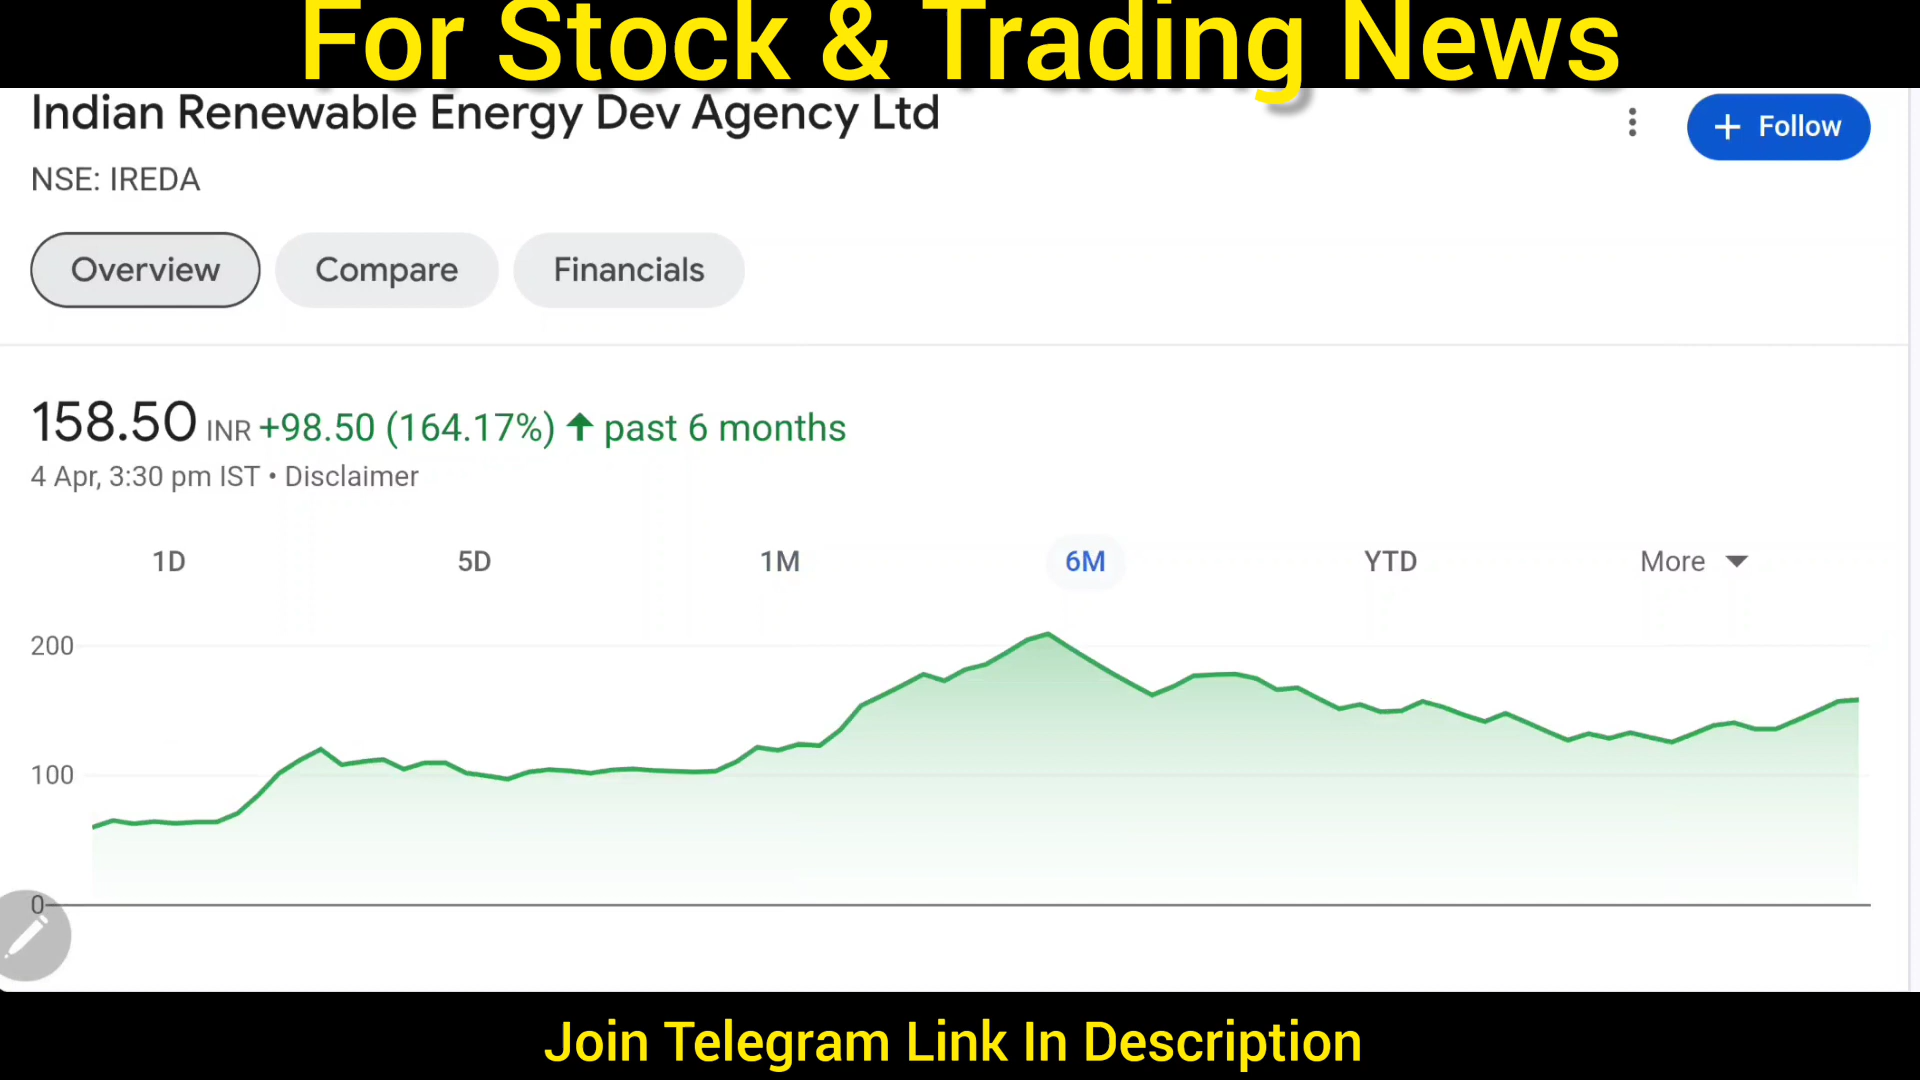 For Stock & Trading News
Indian Renewable Energy Dev Agency Ltd
+ Follow
NSE: IREDA
Overview Compare Financials
158.50 INR +98.50 (164.17%) ↑ past 6 months
4 Apr, 3:30 pm IST • Disclaimer
1D 5D 1M 6M YTD More
200
100
0
Join Telegram Link In Description